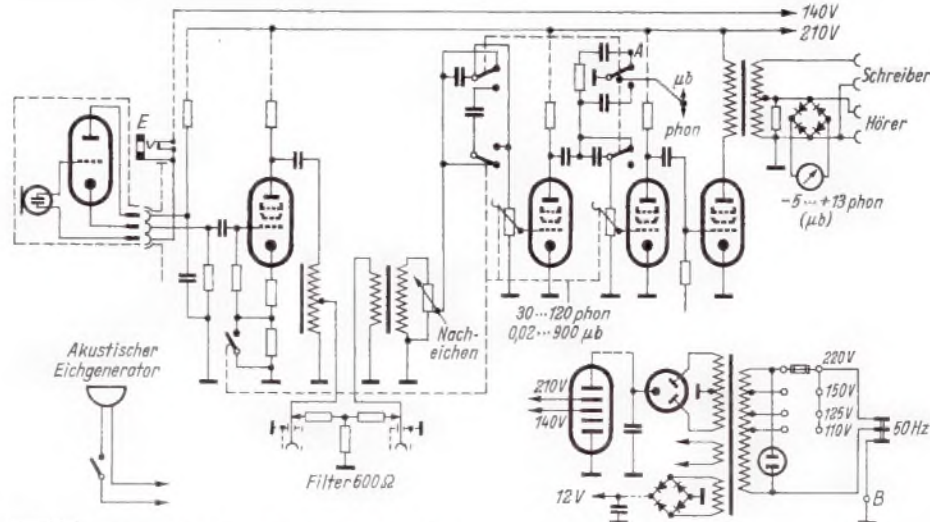 140V
210V
E
A
μb
phon
Schreiber
Hörer
-5...+13 phon
(μb)
30...120 phon
0,02...900 μb
Nach-
eichen
Akustischer
Eichgenerator
Filter 600Ω
210V
140V
12V
220V
150V
125V
110V
50Hz
B